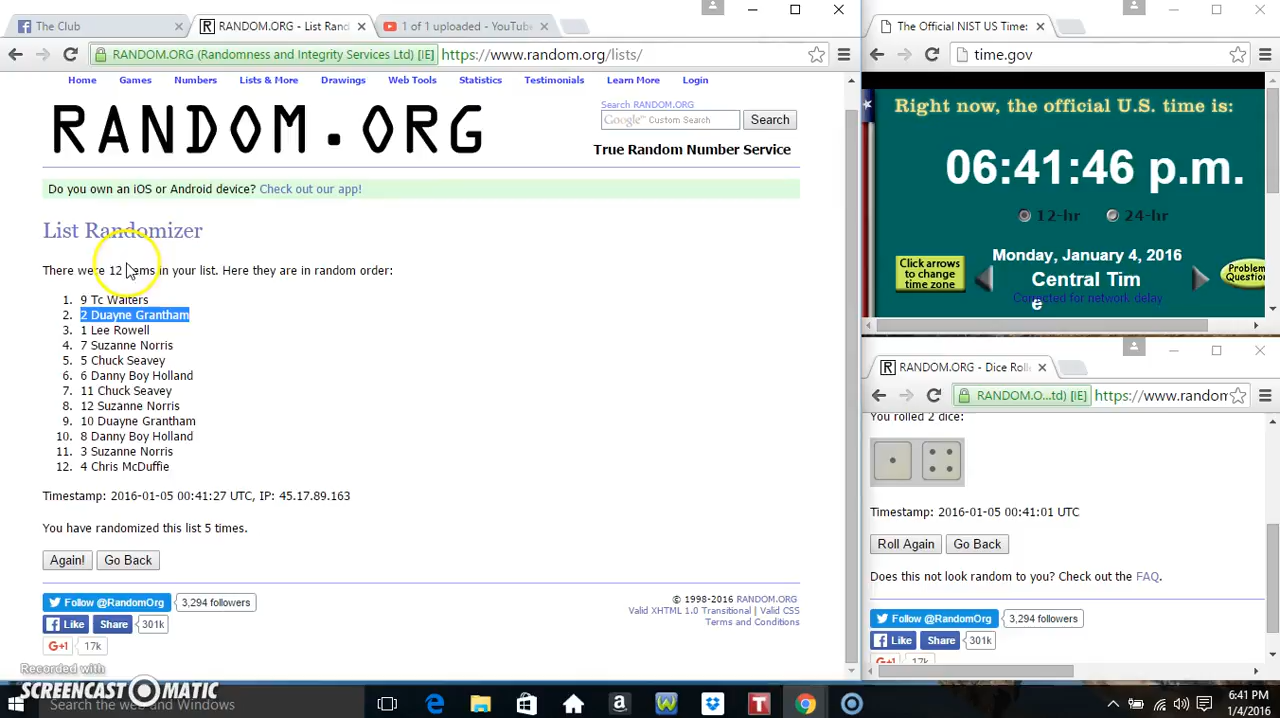 The Club
RANDOM.ORG - List Rand
1 of 1 uploaded - YouTube
RANDOM.ORG (Randomness and Integrity Services Ltd) [IE]
https://www.random.org/lists/
Home Games Numbers Lists & More Drawings Web Tools Statistics Testimonials Learn More Login
RANDOM.ORG
Search RANDOM.ORG
Google™ Custom Search
Search
True Random Number Service
Do you own an iOS or Android device? Check out our app!
List Randomizer
There were 12 items in your list. Here they are in random order:
1. 9 Tc Walters
2. 2 Duayne Grantham
3. 1 Lee Rowell
4. 7 Suzanne Norris
5. 5 Chuck Seavey
6. 6 Danny Boy Holland
7. 11 Chuck Seavey
8. 12 Suzanne Norris
9. 10 Duayne Grantham
10. 8 Danny Boy Holland
11. 3 Suzanne Norris
12. 4 Chris McDuffie
Timestamp: 2016-01-05 00:41:27 UTC, IP: 45.17.89.163
You have randomized this list 5 times.
Again! Go Back
Follow @RandomOrg 3,294 followers
Like Share 301k
G+1 17k
© 1998-2016 RANDOM.ORG
Valid XHTML 1.0 Transitional | Valid CSS
Terms and Conditions
The Official NIST US Time:
time.gov
Right now, the official U.S. time is:
06:41:46 p.m.
12-hr 24-hr
Monday, January 4, 2016
Click arrows
to change
time zone
Central Tim
e
Corrected for network delay
Problem
Question
RANDOM.ORG - Dice Roll
RANDOM.O...td) [IE]
https://www.randon
You rolled 2 dice:
Timestamp: 2016-01-05 00:41:01 UTC
Roll Again Go Back
Does this not look random to you? Check out the FAQ.
Follow @RandomOrg 3,294 followers
Like Share 301k
G+1 17k
Recorded with
SCREENCAST MATIC
Search the web and Windows
6:41 PM
1/4/2016